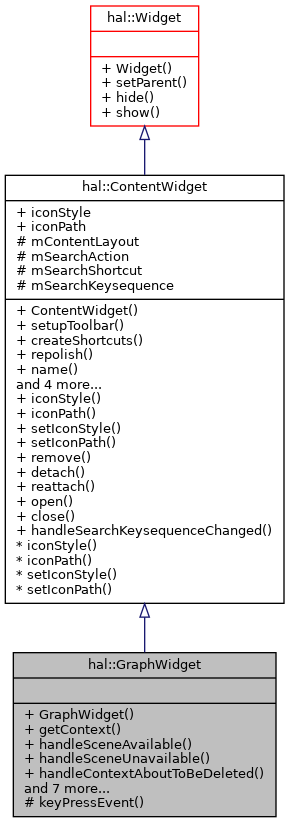 hal::Widget
+ Widget()
+ setParent()
+ hide()
+ show()
hal::ContentWidget
+ iconStyle
+ iconPath
# mContentLayout
# mSearchAction
# mSearchShortcut
# mSearchKeysequence
+ ContentWidget()
+ setupToolbar()
+ createShortcuts()
+ repolish()
+ name()
and 4 more...
+ iconStyle()
+ iconPath()
+ setIconStyle()
+ setIconPath()
+ remove()
+ detach()
+ reattach()
+ open()
+ close()
+ handleSearchKeysequenceChanged()
* iconStyle()
* iconPath()
* setIconStyle()
* setIconPath()
hal::GraphWidget
+ GraphWidget()
+ getContext()
+ handleSceneAvailable()
+ handleSceneUnavailable()
+ handleContextAboutToBeDeleted()
and 7 more...
# keyPressEvent()